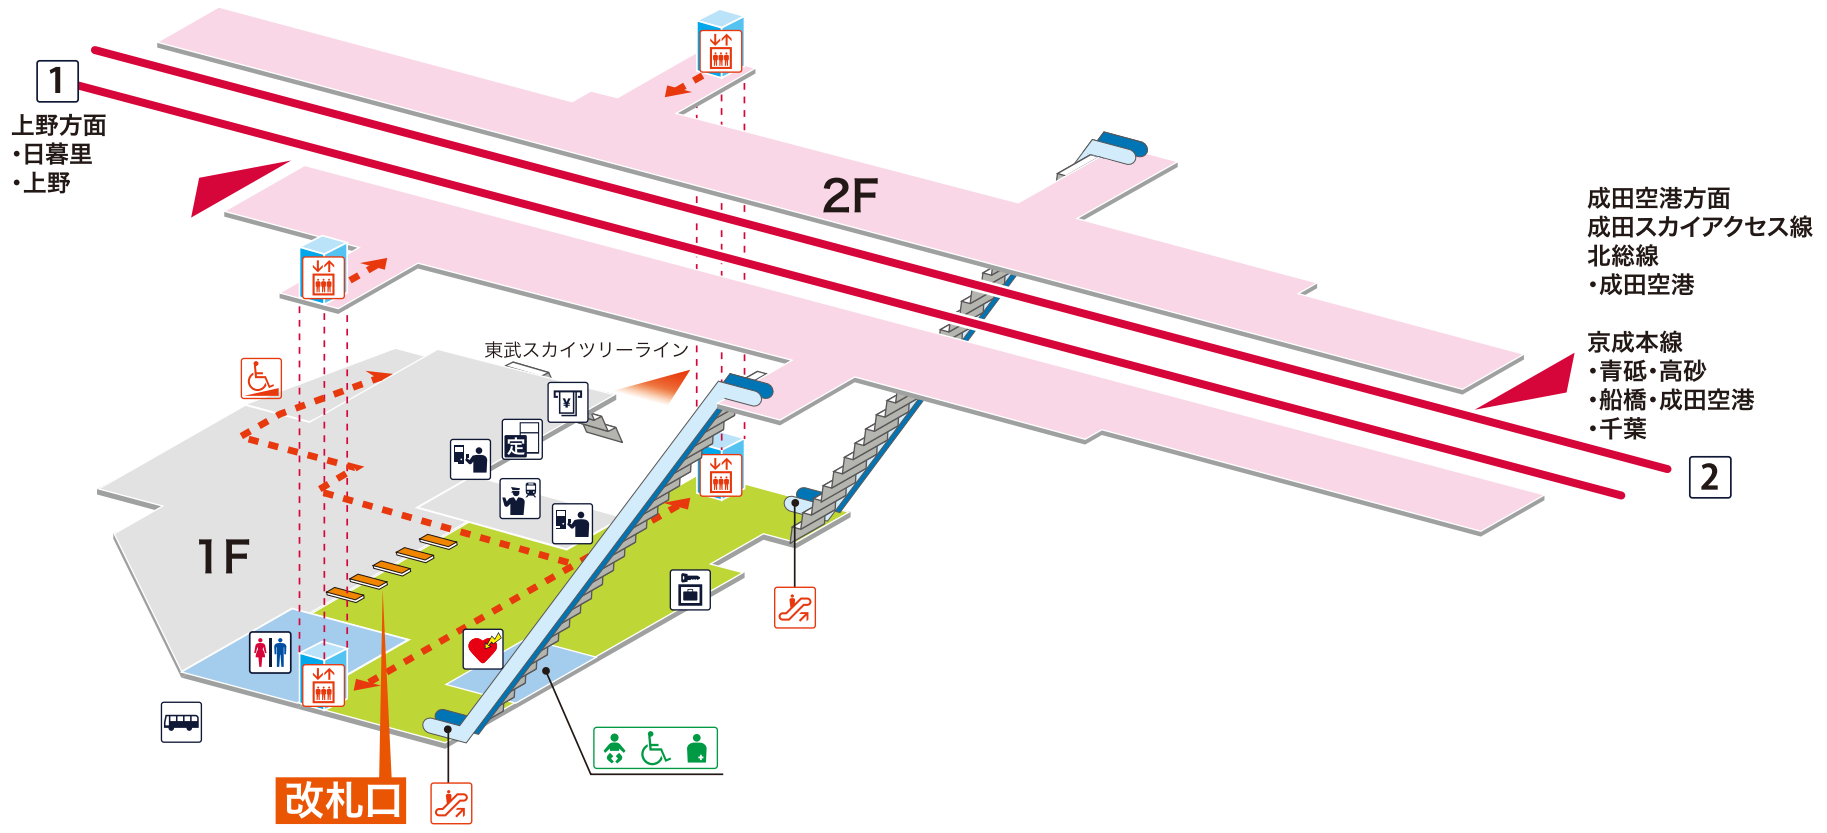 1
上野方面
・日暮里
・上野
2F
成田空港方面
成田スカイアクセス線
北総線
・成田空港
京成本線
・青砥・高砂
・船橋・成田空港
・千葉
2
東武スカイツリーライン
¥
定
1F
改札口